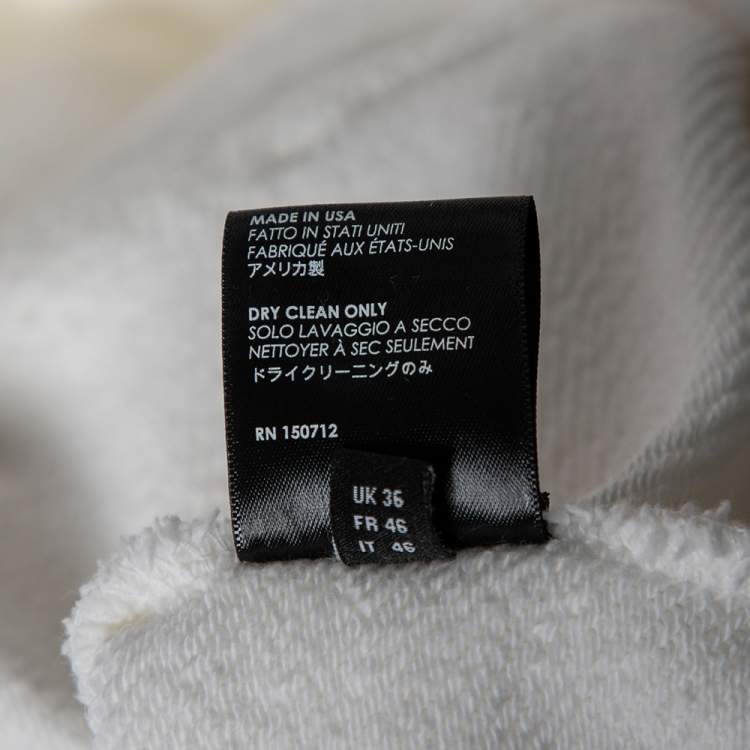 MADE IN USA
FATTO IN STATI UNITI
FABRIQUÉ AUX ÉTATS-UNIS
アメリカ製
DRY CLEAN ONLY
SOLO LAVAGGIO A SECCO
NETTOYER À SEC SEULEMENT
ドライクリーニングのみ
RN 150712
UK 36
FR 46
IT 46